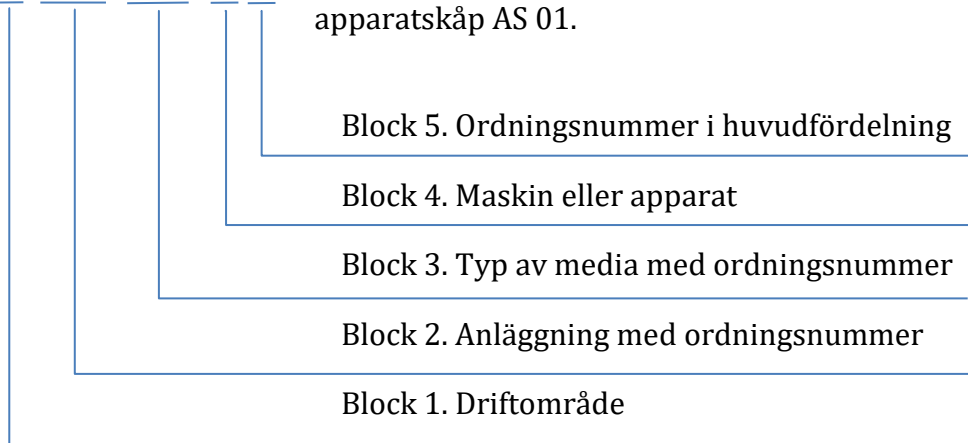 apparatskåp AS 01.
Block 5. Ordningsnummer i huvudfördelning
Block 4. Maskin eller apparat
Block 3. Typ av media med ordningsnummer
Block 2. Anläggning med ordningsnummer
Block 1. Driftområde